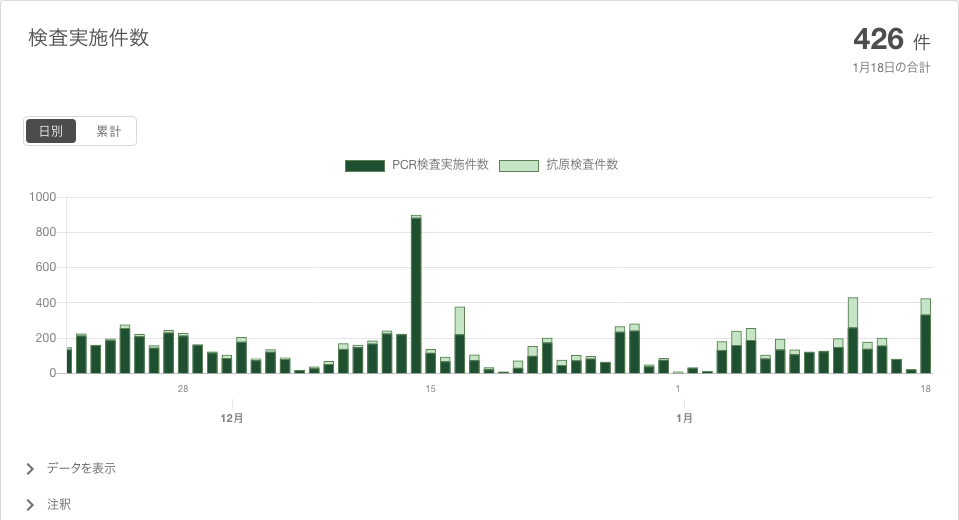 検査実施件数
426 件
1月18日の合計
日別 累計
PCR検査実施件数 抗原検査件数
1000
800
600
400
200
0
28 15 1 18
12月 1月
データを表示
注釈